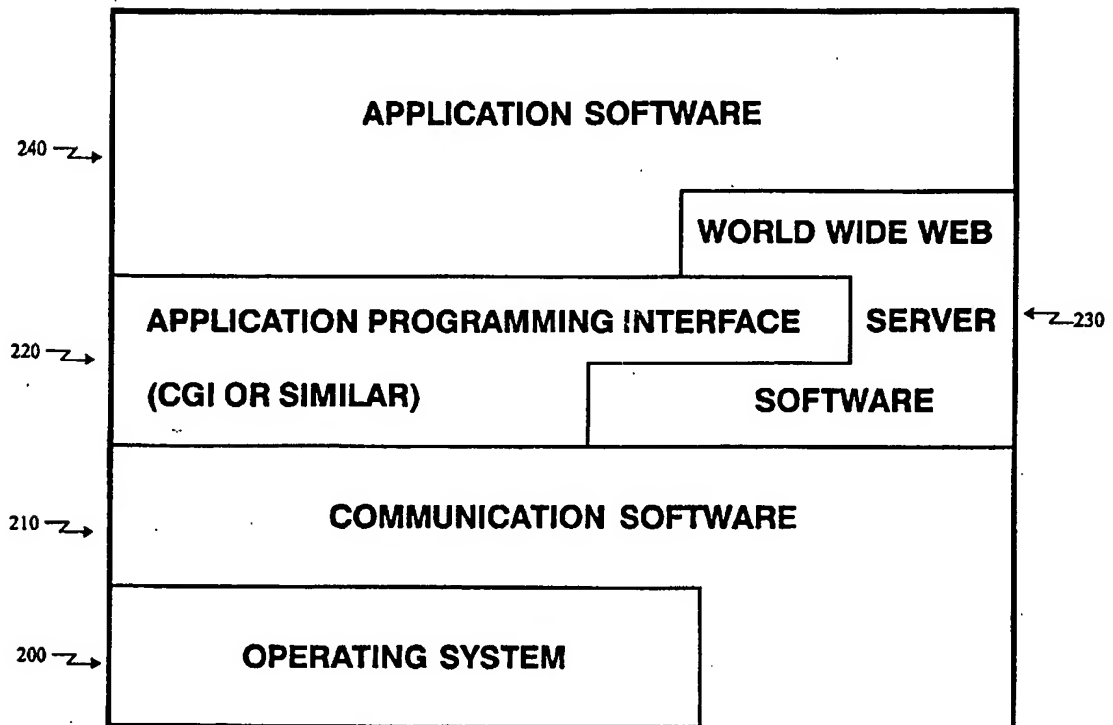 APPLICATION SOFTWARE
240
WORLD WIDE WEB
APPLICATION PROGRAMMING INTERFACE
SERVER
230
220
(CGI OR SIMILAR)
SOFTWARE
210
COMMUNICATION SOFTWARE
200
OPERATING SYSTEM